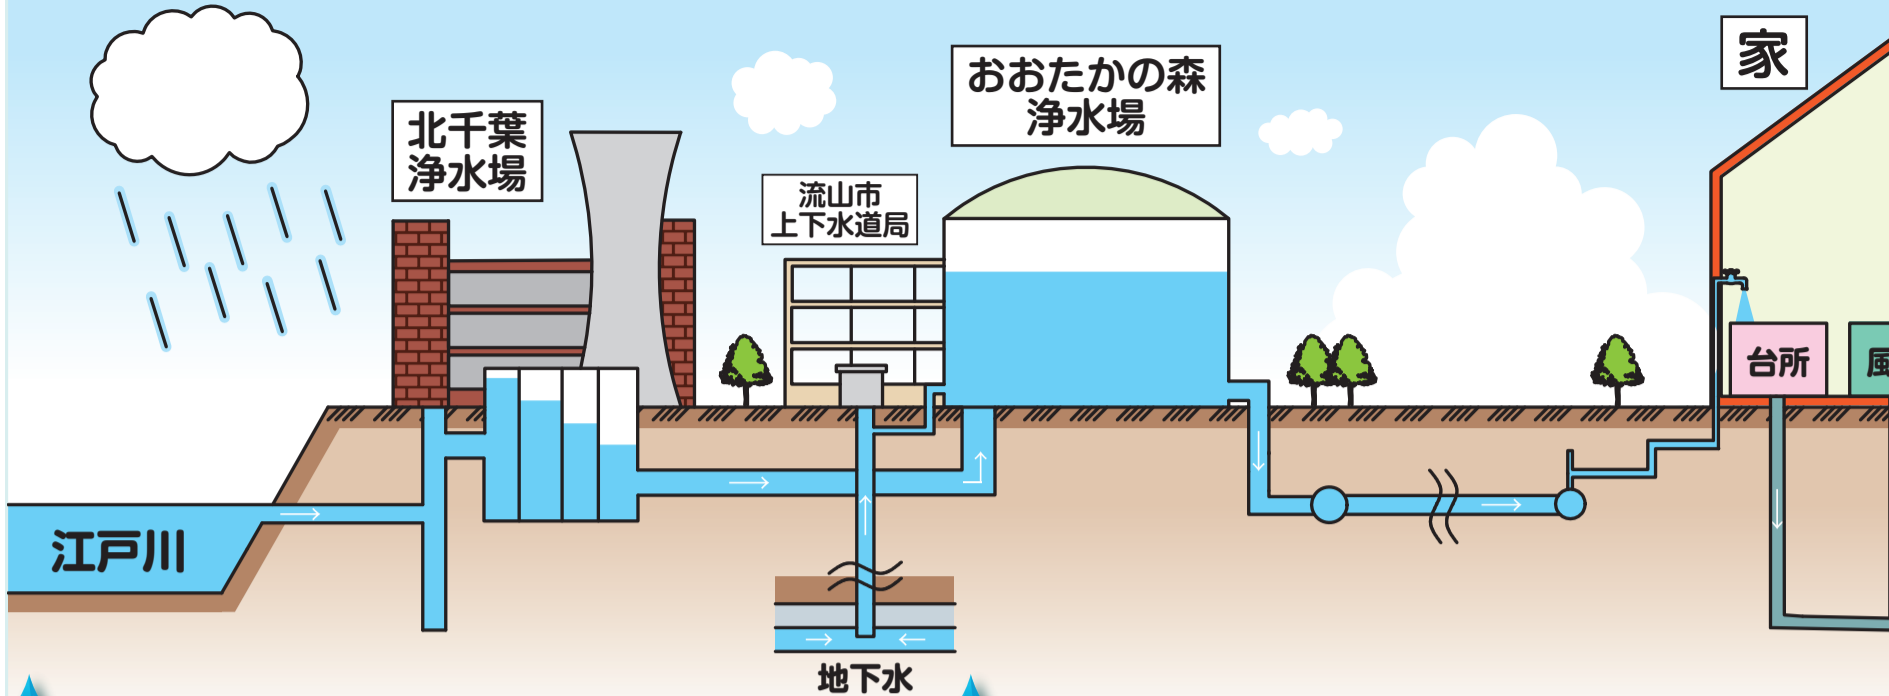 北千葉
浄水場
流山市
上下水道局
おおたかの森
浄水場
家
台所
江戸川
地下水